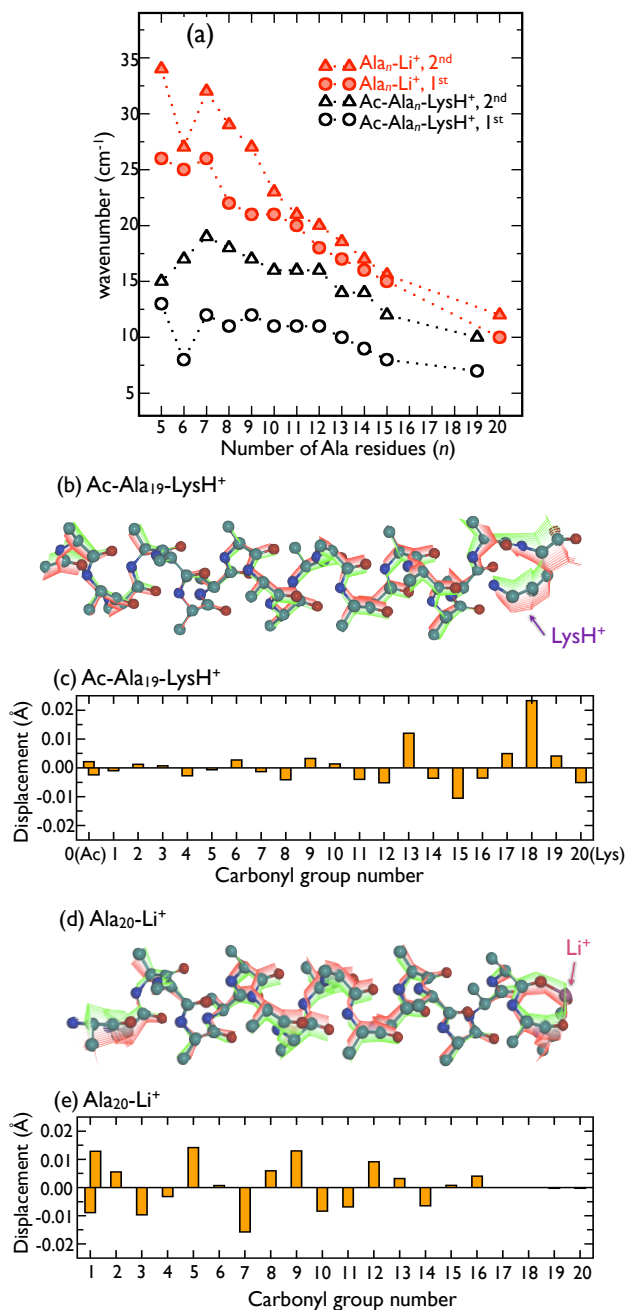 (a)
Alaₙ-Li⁺, 2ⁿᵈ
Alaₙ-Li⁺, 1ˢᵗ
Ac-Alaₙ-LysH⁺, 2ⁿᵈ
Ac-Alaₙ-LysH⁺, 1ˢᵗ
wavenumber (cm⁻¹)
35
30
25
20
15
10
5
5 6 7 8 9 10 11 12 13 14 15 19 20
Number of Ala residues (n)
(b) Ac-Ala₁₉-LysH⁺
LysH⁺
(c) Ac-Ala₁₉-LysH⁺
Displacement (Å)
0.02
0.01
0.00
-0.01
-0.02
0(Ac) 1 2 3 4 5 6 7 8 9 10 11 12 13 14 15 16 17 18 19 20(Lys)
Carbonyl group number
(d) Ala₂₀-Li⁺
Li⁺
(e) Ala₂₀-Li⁺
Displacement (Å)
0.02
0.01
0.00
-0.01
-0.02
1 2 3 4 5 6 7 8 9 10 11 12 13 14 15 16 17 18 19 20
Carbonyl group number